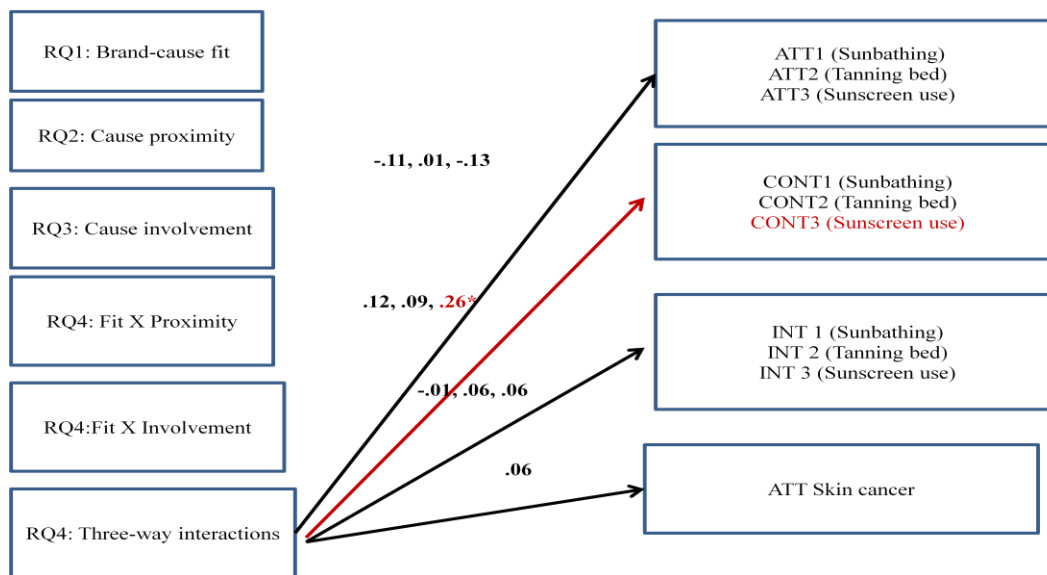 RQ1: Brand-cause fit
RQ2: Cause proximity
RQ3: Cause involvement
RQ4: Fit X Proximity
RQ4:Fit X Involvement
RQ4: Three-way interactions
-.11, .01, -.13
.12, .09, .26*
-.01, .06, .06
.06
ATT1 (Sunbathing)
ATT2 (Tanning bed)
ATT3 (Sunscreen use)
CONT1 (Sunbathing)
CONT2 (Tanning bed)
CONT3 (Sunscreen use)
INT 1 (Sunbathing)
INT 2 (Tanning bed)
INT 3 (Sunscreen use)
ATT Skin cancer